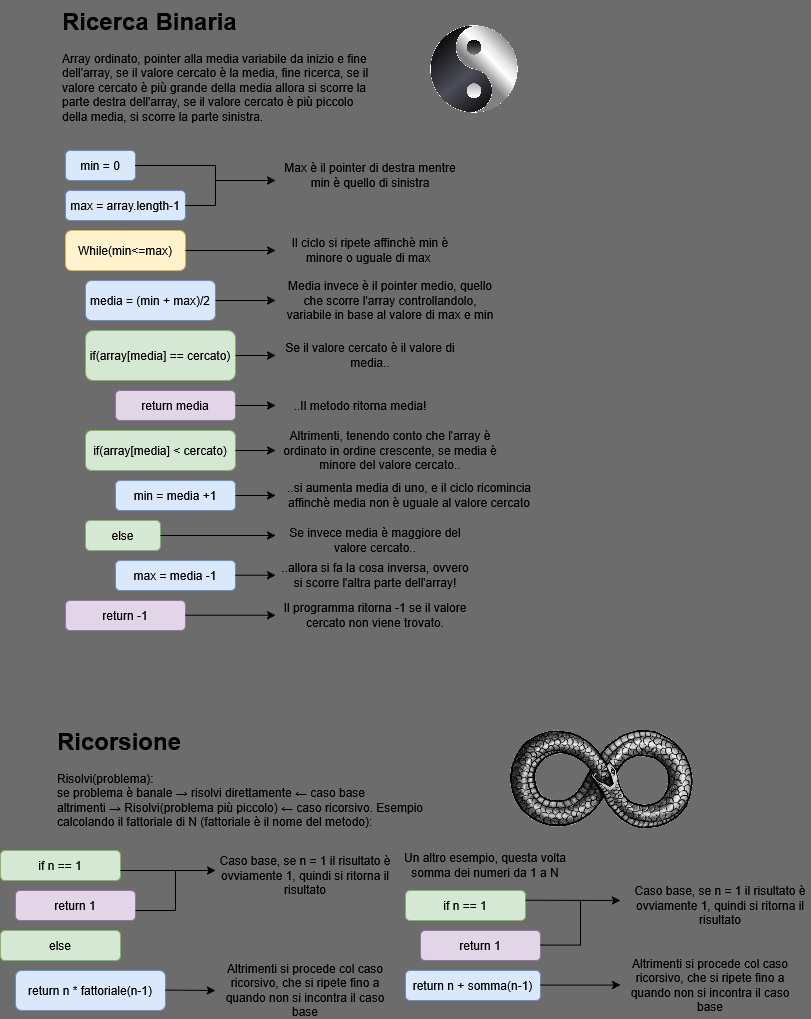 Ricerca Binaria
Array ordinato, pointer alla media variabile da inizio e fine
dell'array, se il valore cercato è la media, fine ricerca, se il
valore cercato è più grande della media allora si scorre la
parte destra dell'array, se il valore cercato è più piccolo
della media, si scorre la parte sinistra.
min = 0
max = array.length-1
Max è il pointer di destra mentre
min è quello di sinistra
While(min<=max)
Il ciclo si ripete affinchè min è
minore o uguale di max
media = (min + max)/2
Media invece è il pointer medio, quello
che scorre l'array controllandolo,
variabile in base al valore di max e min
if(array[media] == cercato)
Se il valore cercato è il valore di
media..
return media
..Il metodo ritorna media!
if(array[media] < cercato)
Altrimenti, tenendo conto che l'array è
ordinato in ordine crescente, se media è
minore del valore cercato..
min = media +1
..si aumenta media di uno, e il ciclo ricomincia
affinchè media non è uguale al valore cercato
else
Se invece media è maggiore del
valore cercato..
max = media -1
..allora si fa la cosa inversa, ovvero
si scorre l'altra parte dell'array!
return -1
Il programma ritorna -1 se il valore
cercato non viene trovato.
Ricorsione
Risolvi(problema):
se problema è banale → risolvi direttamente ← caso base
altrimenti → Risolvi(problema più piccolo) ← caso ricorsivo. Esempio
calcolando il fattoriale di N (fattoriale è il nome del metodo):
if n == 1
return 1
Caso base, se n = 1 il risultato è
ovviamente 1, quindi si ritorna il
risultato
else
return n * fattoriale(n-1)
Altrimenti si procede col caso
ricorsivo, che si ripete fino a
quando non si incontra il caso
base
Un altro esempio, questa volta
somma dei numeri da 1 a N
if n == 1
return 1
Caso base, se n = 1 il risultato è
ovviamente 1, quindi si ritorna il
risultato
return n + somma(n-1)
Altrimenti si procede col caso
ricorsivo, che si ripete fino a
quando non si incontra il caso
base